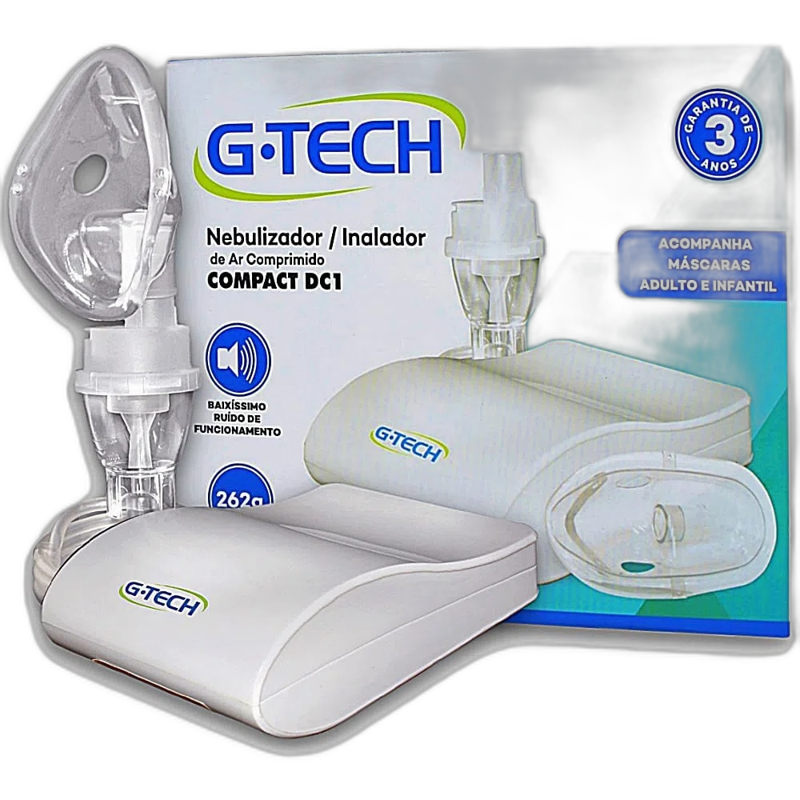 G·TECH
Nebulizador / Inalador
de Ar Comprimido
COMPACT DC1
GARANTIA DE
3
ANOS
ACOMPANHA
MÁSCARAS
ADULTO E INFANTIL
BAIXÍSSIMO
RUÍDO DE
FUNCIONAMENTO
262g
G·TECH
G·TECH